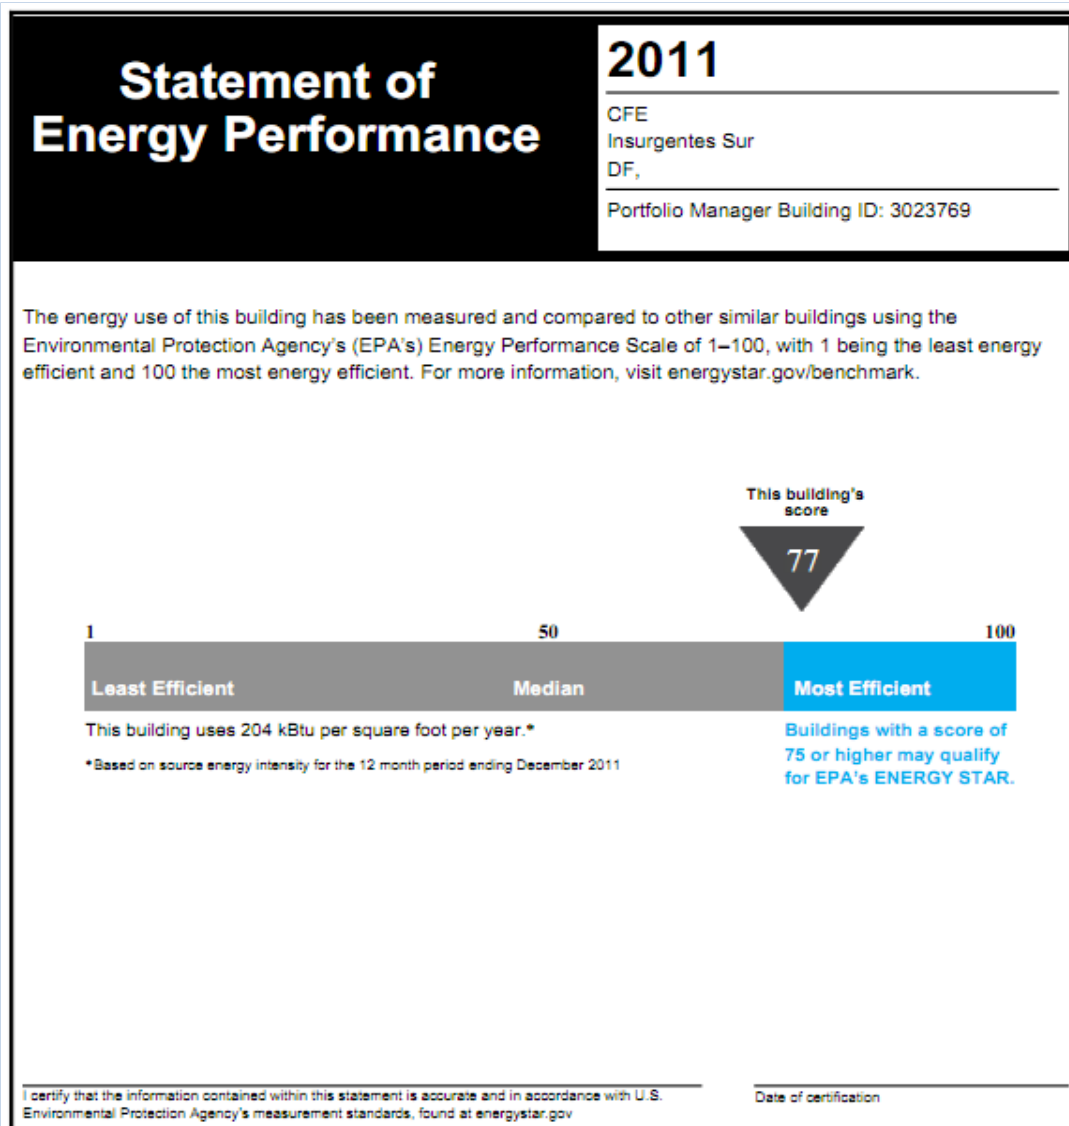 Statement of
Energy Performance
2011
CFE
Insurgentes Sur
DF,
Portfolio Manager Building ID: 3023769
The energy use of this building has been measured and compared to other similar buildings using the
Environmental Protection Agency's (EPA's) Energy Performance Scale of 1–100, with 1 being the least energy
efficient and 100 the most energy efficient. For more information, visit energystar.gov/benchmark.
This building's
score
77
1 50 100
Least Efficient Median Most Efficient
This building uses 204 kBtu per square foot per year.*
*Based on source energy intensity for the 12 month period ending December 2011
Buildings with a score of
75 or higher may qualify
for EPA's ENERGY STAR.
I certify that the information contained within this statement is accurate and in accordance with U.S.
Environmental Protection Agency's measurement standards, found at energystar.gov
Date of certification